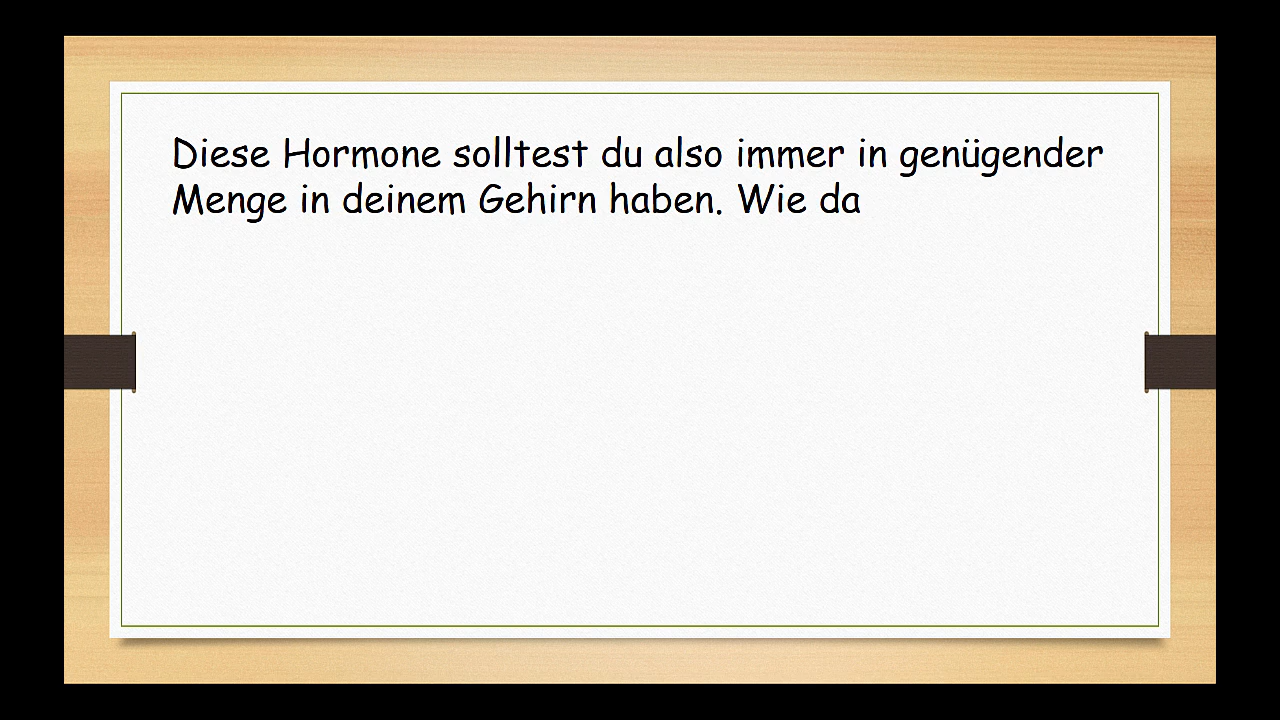 Diese Hormone solltest du also immer in genügender
Menge in deinem Gehirn haben. Wie da